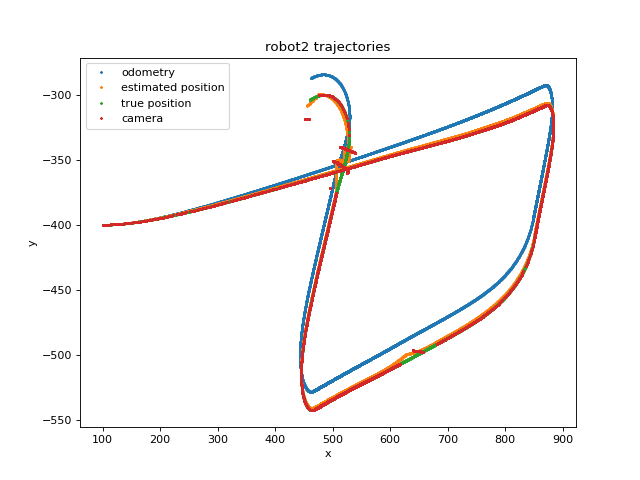 robot2 trajectories
odometry
estimated position
true position
camera
−300
−350
−400
−450
−500
−550
y
100 200 300 400 500 600 700 800 900
x